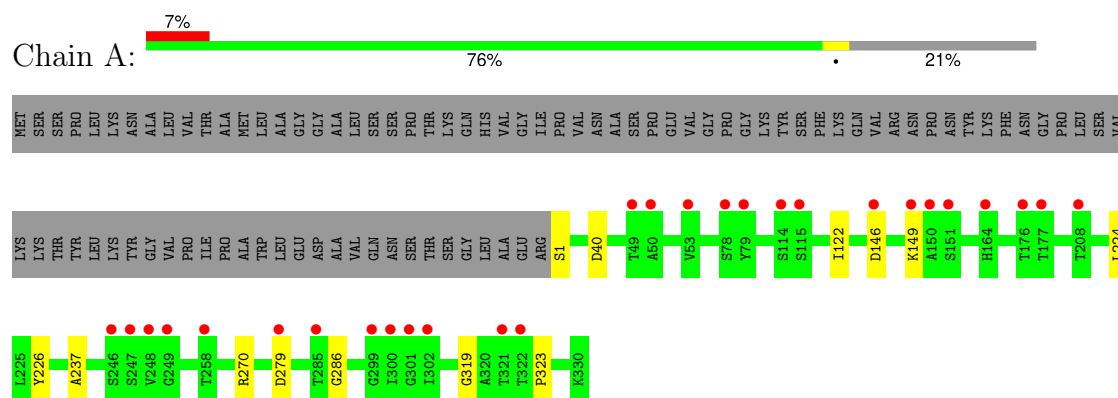 7%
Chain A:
76% • 21%
MET SER SER PRO LEU LYS ASN ALA LEU VAL THR ALA MET LEU ALA GLY GLY ALA LEU SER SER PRO THR LYS GLN HIS VAL GLY ILE PRO VAL ASN ALA SER PRO GLU VAL GLY PRO GLY LYS TYR SER PHE LYS GLN VAL ARG ASN PRO ASN TYR LYS PHE ASN GLY PRO LEU SER VAL
LYS LYS THR TYR LEU LYS TYR GLY VAL PRO ILE PRO ALA TRP LEU GLU ASP ALA VAL GLN ASN SER THR SER GLY LEU ALA GLU ARG S1 D40 T49 A50 V53 S78 Y79 S114 S115 I122 D146 K149 A150 S151 H164 T176 T177 T208
L225 Y226 A237 S246 S247 V248 G249 T258 R270 D279 T285 G286 G299 I300 G301 I302 G319 A320 T321 T322 P323 K330